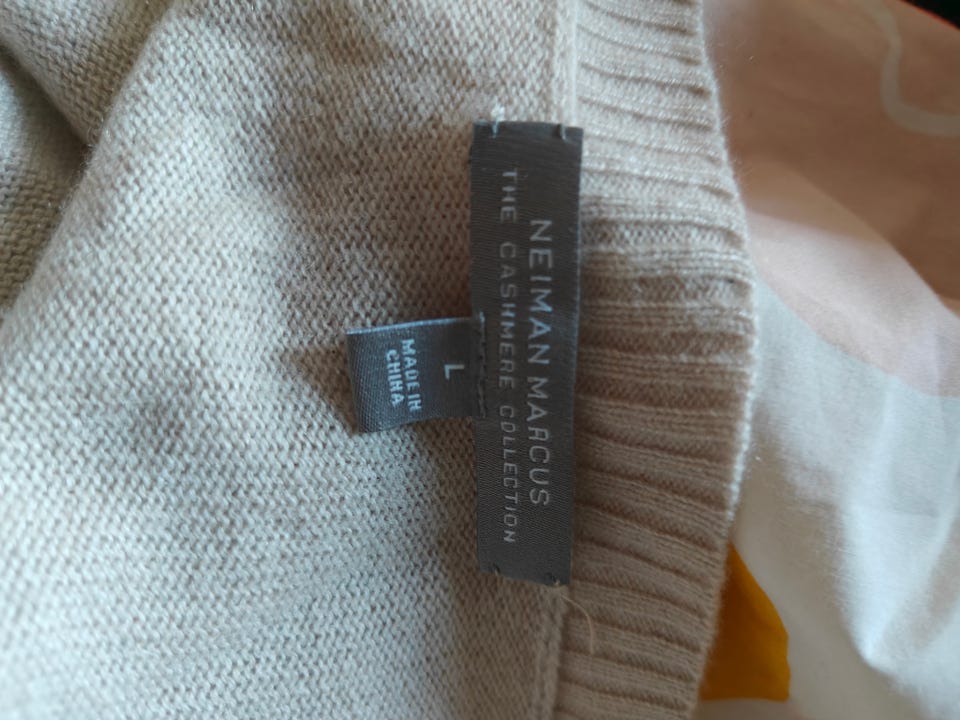 NEIMAN MARCUS
THE CASHMERE COLLECTION
L
MADE IN
CHINA